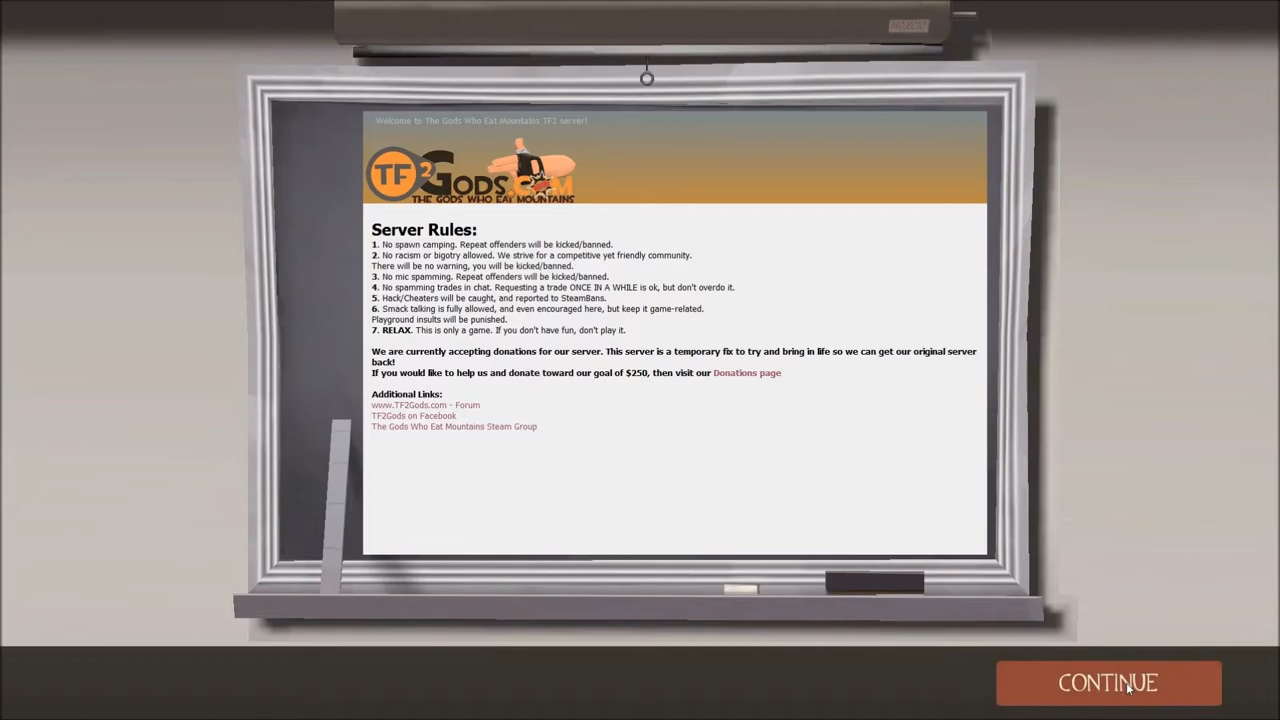 Welcome to The Gods Who Eat Mountains TF2 server!
TF2 GODS.COM
THE GODS WHO EAT MOUNTAINS
Server Rules:
1. No spawn camping. Repeat offenders will be kicked/banned.
2. No racism or bigotry allowed. We strive for a competitive yet friendly community.
There will be no warning, you will be kicked/banned.
3. No mic spamming. Repeat offenders will be kicked/banned.
4. No spamming trades in chat. Requesting a trade ONCE IN A WHILE is ok, but don't overdo it.
5. Hack/Cheaters will be caught, and reported to SteamBans.
6. Smack talking is fully allowed, and even encouraged here, but keep it game-related.
Playground insults will be punished.
7. RELAX. This is only a game. If you don't have fun, don't play it.
We are currently accepting donations for our server. This server is a temporary fix to try and bring in life so we can get our original server
back!
If you would like to help us and donate toward our goal of $250, then visit our Donations page
Additional Links:
www.TF2Gods.com - Forum
TF2Gods on Facebook
The Gods Who Eat Mountains Steam Group
CONTINUE